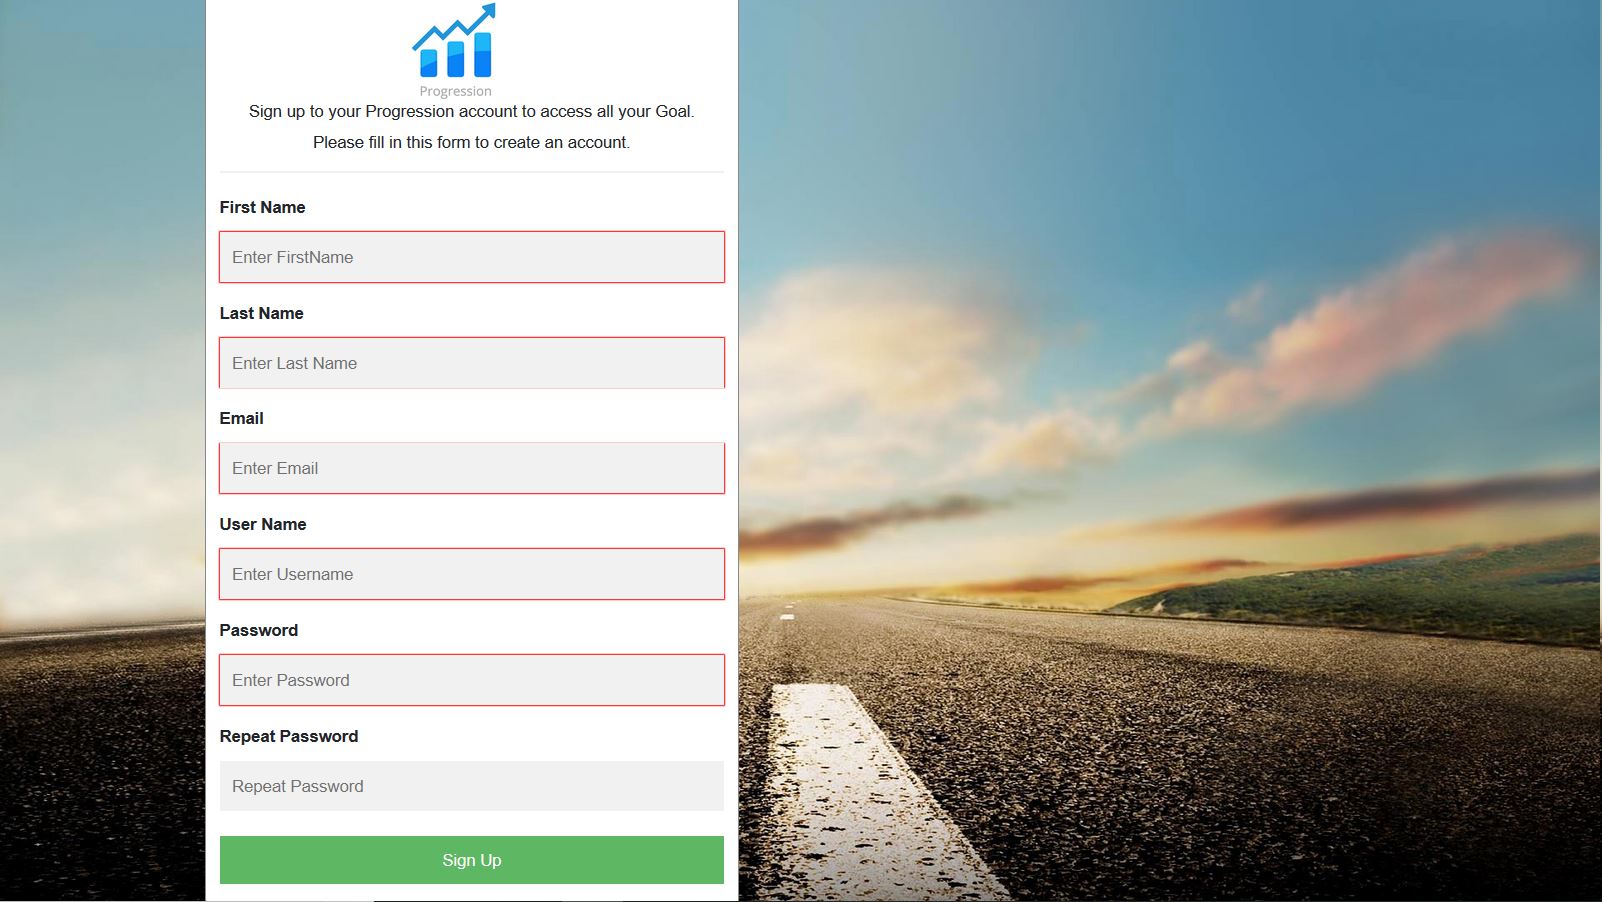 Progression
Sign up to your Progression account to access all your Goal.
Please fill in this form to create an account.
First Name
Enter FirstName
Last Name
Enter Last Name
Email
Enter Email
User Name
Enter Username
Password
Enter Password
Repeat Password
Repeat Password
Sign Up